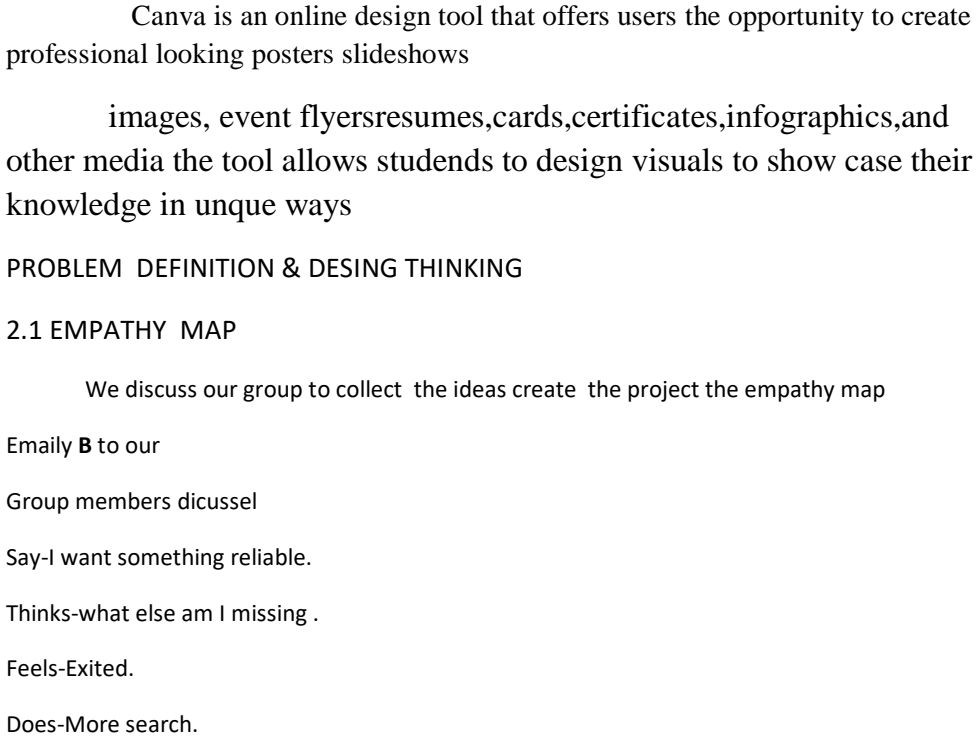 Canva is an online design tool that offers users the opportunity to create
professional looking posters slideshows
images, event flyersresumes,cards,certificates,infographics,and
other media the tool allows studends to design visuals to show case their
knowledge in unque ways
PROBLEM DEFINITION & DESING THINKING
2.1 EMPATHY MAP
We discuss our group to collect the ideas create the project the empathy map
Emaily B to our
Group members dicussel
Say-I want something reliable.
Thinks-what else am I missing .
Feels-Exited.
Does-More search.